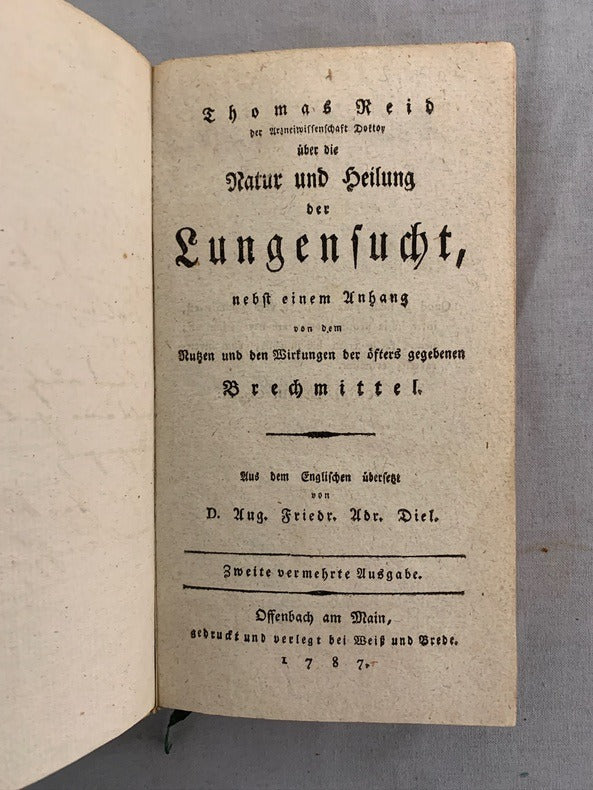 Thomas Reid
der Arzneiwissenschaft Doktor
über die
Natur und Heilung
der
Lungensucht,
nebst einem Anhang
von dem
Nutzen und den Wirkungen der öfters gegebenen
Brechmittel.
Aus dem Englischen übersetzt
von
D. Aug. Friedr. Adr. Diel.
Zweite vermehrte Ausgabe.
Offenbach am Main,
gedruckt und verlegt bei Weiß und Brede.
1787.